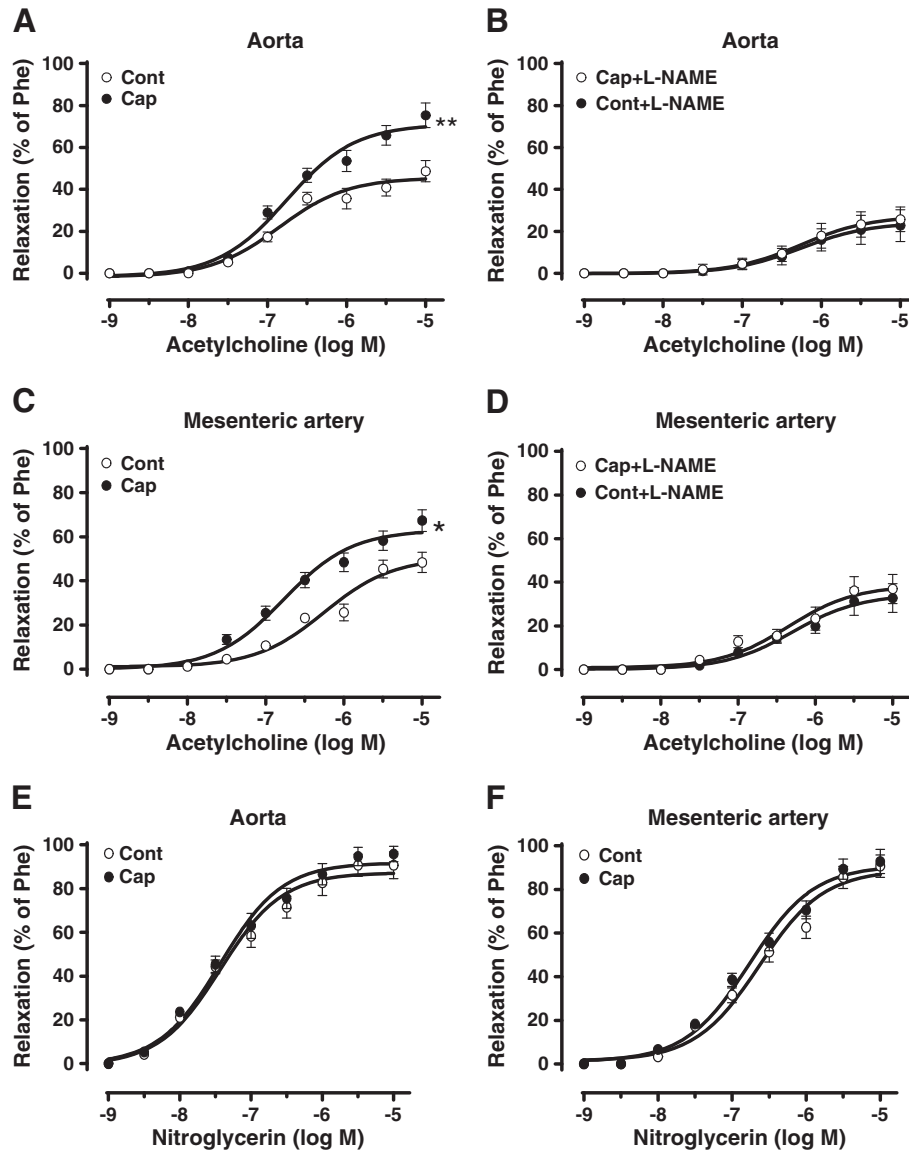 A
Aorta
Cont
Cap
Relaxation (% of Phe)
100
80
60
40
20
0
**
-9 -8 -7 -6 -5
Acetylcholine (log M)
B
Aorta
Cap+L-NAME
Cont+L-NAME
Relaxation (% of Phe)
100
80
60
40
20
0
-9 -8 -7 -6 -5
Acetylcholine (log M)
C
Mesenteric artery
Cont
Cap
Relaxation (% of Phe)
100
80
60
40
20
0
*
-9 -8 -7 -6 -5
Acetylcholine (log M)
D
Mesenteric artery
Cap+L-NAME
Cont+L-NAME
Relaxation (% of Phe)
100
80
60
40
20
0
-9 -8 -7 -6 -5
Acetylcholine (log M)
E
Aorta
Cont
Cap
Relaxation (% of Phe)
100
80
60
40
20
0
-9 -8 -7 -6 -5
Nitroglycerin (log M)
F
Mesenteric artery
Cont
Cap
Relaxation (% of Phe)
100
80
60
40
20
0
-9 -8 -7 -6 -5
Nitroglycerin (log M)